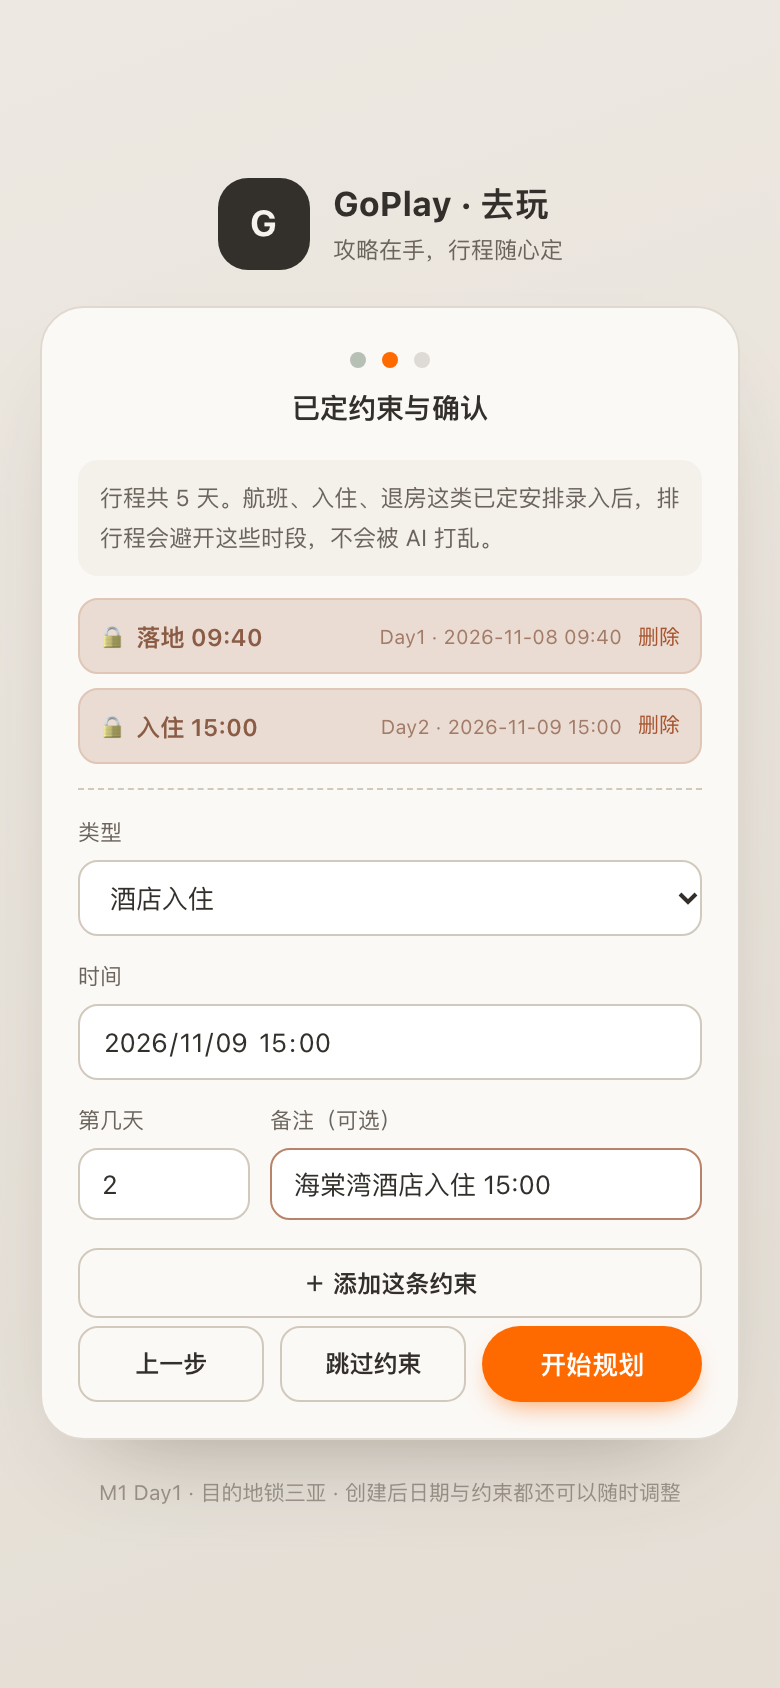 G
GoPlay · 去玩
攻略在手，行程随心定
已定约束与确认
行程共 5 天。航班、入住、退房这类已定安排录入后，排
行程会避开这些时段，不会被 AI 打乱。
🔒 落地 09:40 Day1 · 2026-11-08 09:40 删除
🔒 入住 15:00 Day2 · 2026-11-09 15:00 删除
类型
酒店入住
时间
2026/11/09 15:00
第几天 备注（可选）
2 海棠湾酒店入住 15:00
＋ 添加这条约束
上一步 跳过约束 开始规划
M1 Day1 · 目的地锁三亚 · 创建后日期与约束都还可以随时调整